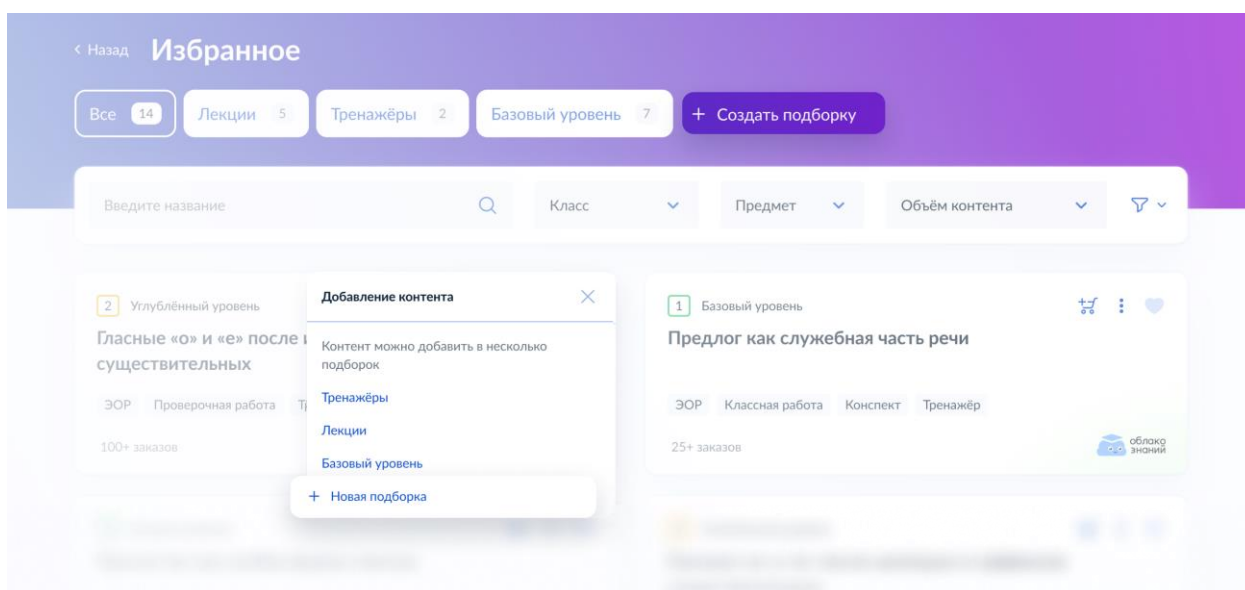 Назад Избранное
Все 14 Лекции 5 Тренажёры 2 Базовый уровень 7 + Создать подборку
Введите название Класс Предмет Объём контента
2 Углублённый уровень
Гласные «о» и «е» после
существительных
ЭОР Проверочная работа
100+ заказов
Добавление контента
Контент можно добавить в несколько
подборок
Тренажёры
Лекции
Базовый уровень
+ Новая подборка
1 Базовый уровень
Предлог как служебная часть речи
ЭОР Классная работа Конспект Тренажёр
25+ заказов
облако
знаний